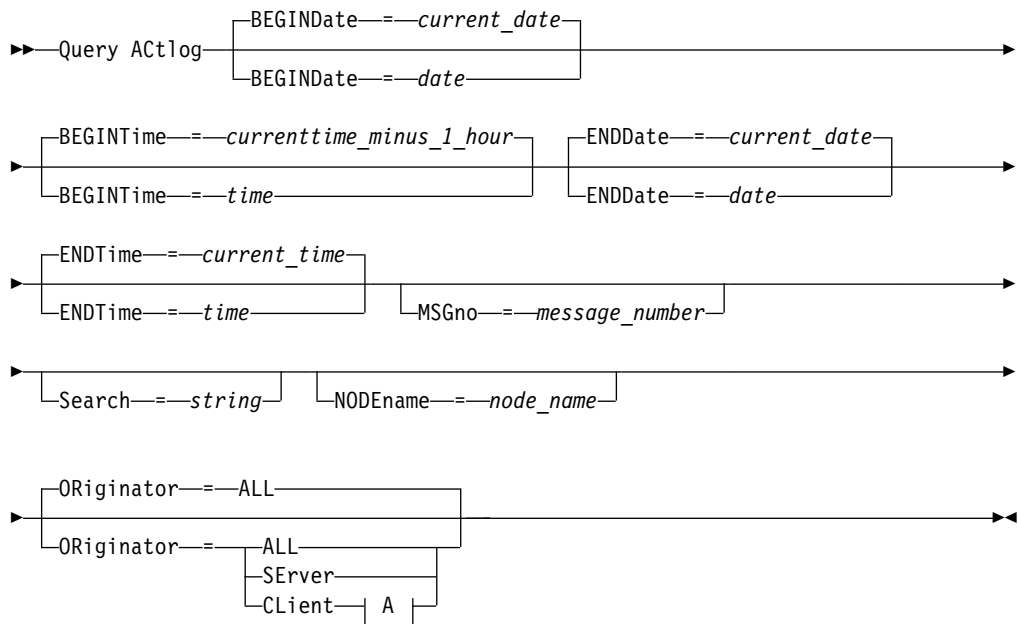 BEGINDate = current_date
Query ACtlog
BEGINDate = date
BEGINTime = currenttime_minus_1_hour ENDDate = current_date
BEGINTime = time ENDDate = date
ENDTime = current_time
ENDTime = time MSGno = message_number
Search = string NODEname = node_name
ORiginator = ALL
ORiginator = ALL
SErver
CLient A